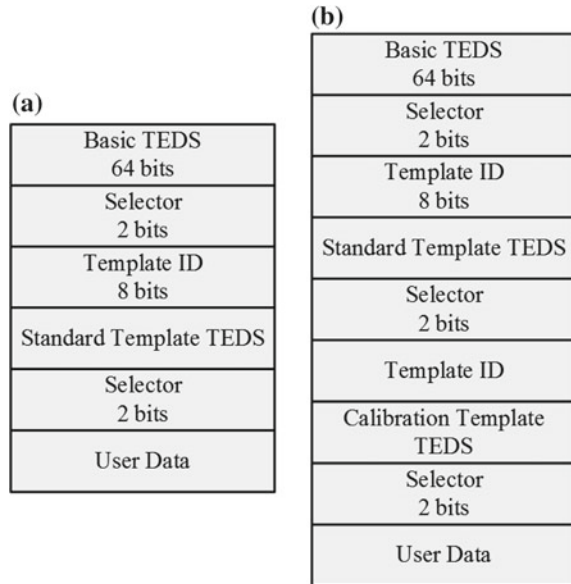 (a)
Basic TEDS
64 bits
Selector
2 bits
Template ID
8 bits
Standard Template TEDS
Selector
2 bits
User Data
(b)
Basic TEDS
64 bits
Selector
2 bits
Template ID
8 bits
Standard Template TEDS
Selector
2 bits
Template ID
Calibration Template
TEDS
Selector
2 bits
User Data